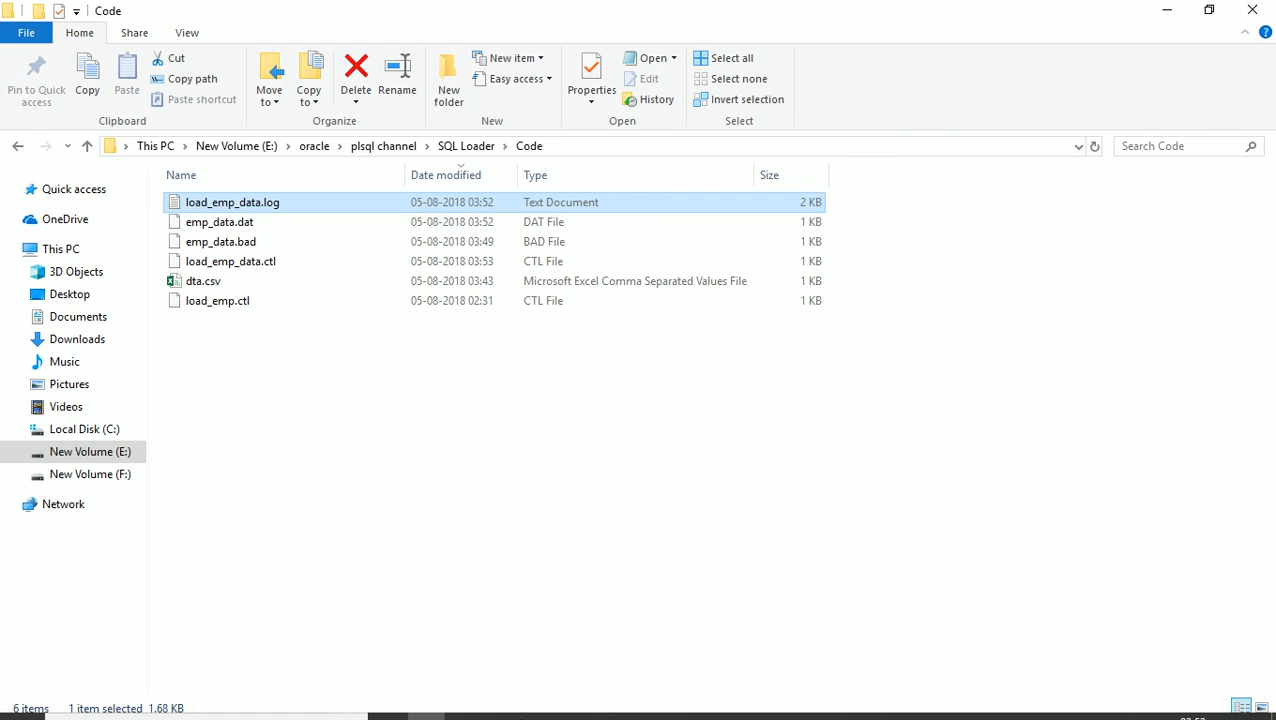 Code
File Home Share View
Pin to Quick access
Copy
Paste
Cut
Copy path
Paste shortcut
Clipboard
Move to
Copy to
Delete
Rename
Organize
New folder
New item
Easy access
New
Properties
Open
Edit
History
Open
Select all
Select none
Invert selection
Select
This PC New Volume (E:) oracle plsql channel SQL Loader Code
Search Code
Name Date modified Type Size
load_emp_data.log 05-08-2018 03:52 Text Document 2 KB
emp_data.dat 05-08-2018 03:52 DAT File 1 KB
emp_data.bad 05-08-2018 03:49 BAD File 1 KB
load_emp_data.ctl 05-08-2018 03:53 CTL File 1 KB
dta.csv 05-08-2018 03:43 Microsoft Excel Comma Separated Values File 1 KB
load_emp.ctl 05-08-2018 02:31 CTL File 1 KB
Quick access
OneDrive
This PC
3D Objects
Desktop
Documents
Downloads
Music
Pictures
Videos
Local Disk (C:)
New Volume (E:)
New Volume (F:)
Network
6 items 1 item selected 1.68 KB